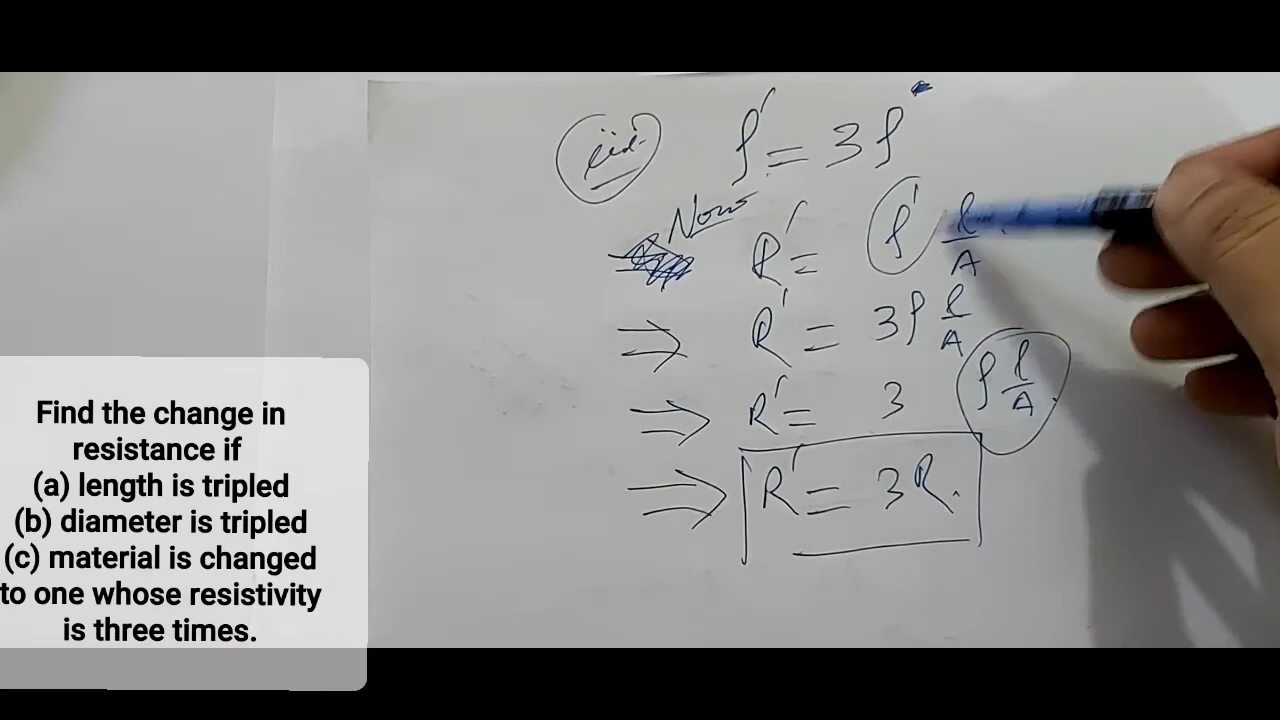 iii.
ρ' = 3ρ
Now R' = ρ' l/A
⇒ R' = 3ρ l/A
⇒ R' = 3 ρ l/A.
⇒ R' = 3R.
Find the change in
resistance if
(a) length is tripled
(b) diameter is tripled
(c) material is changed
to one whose resistivity
is three times.